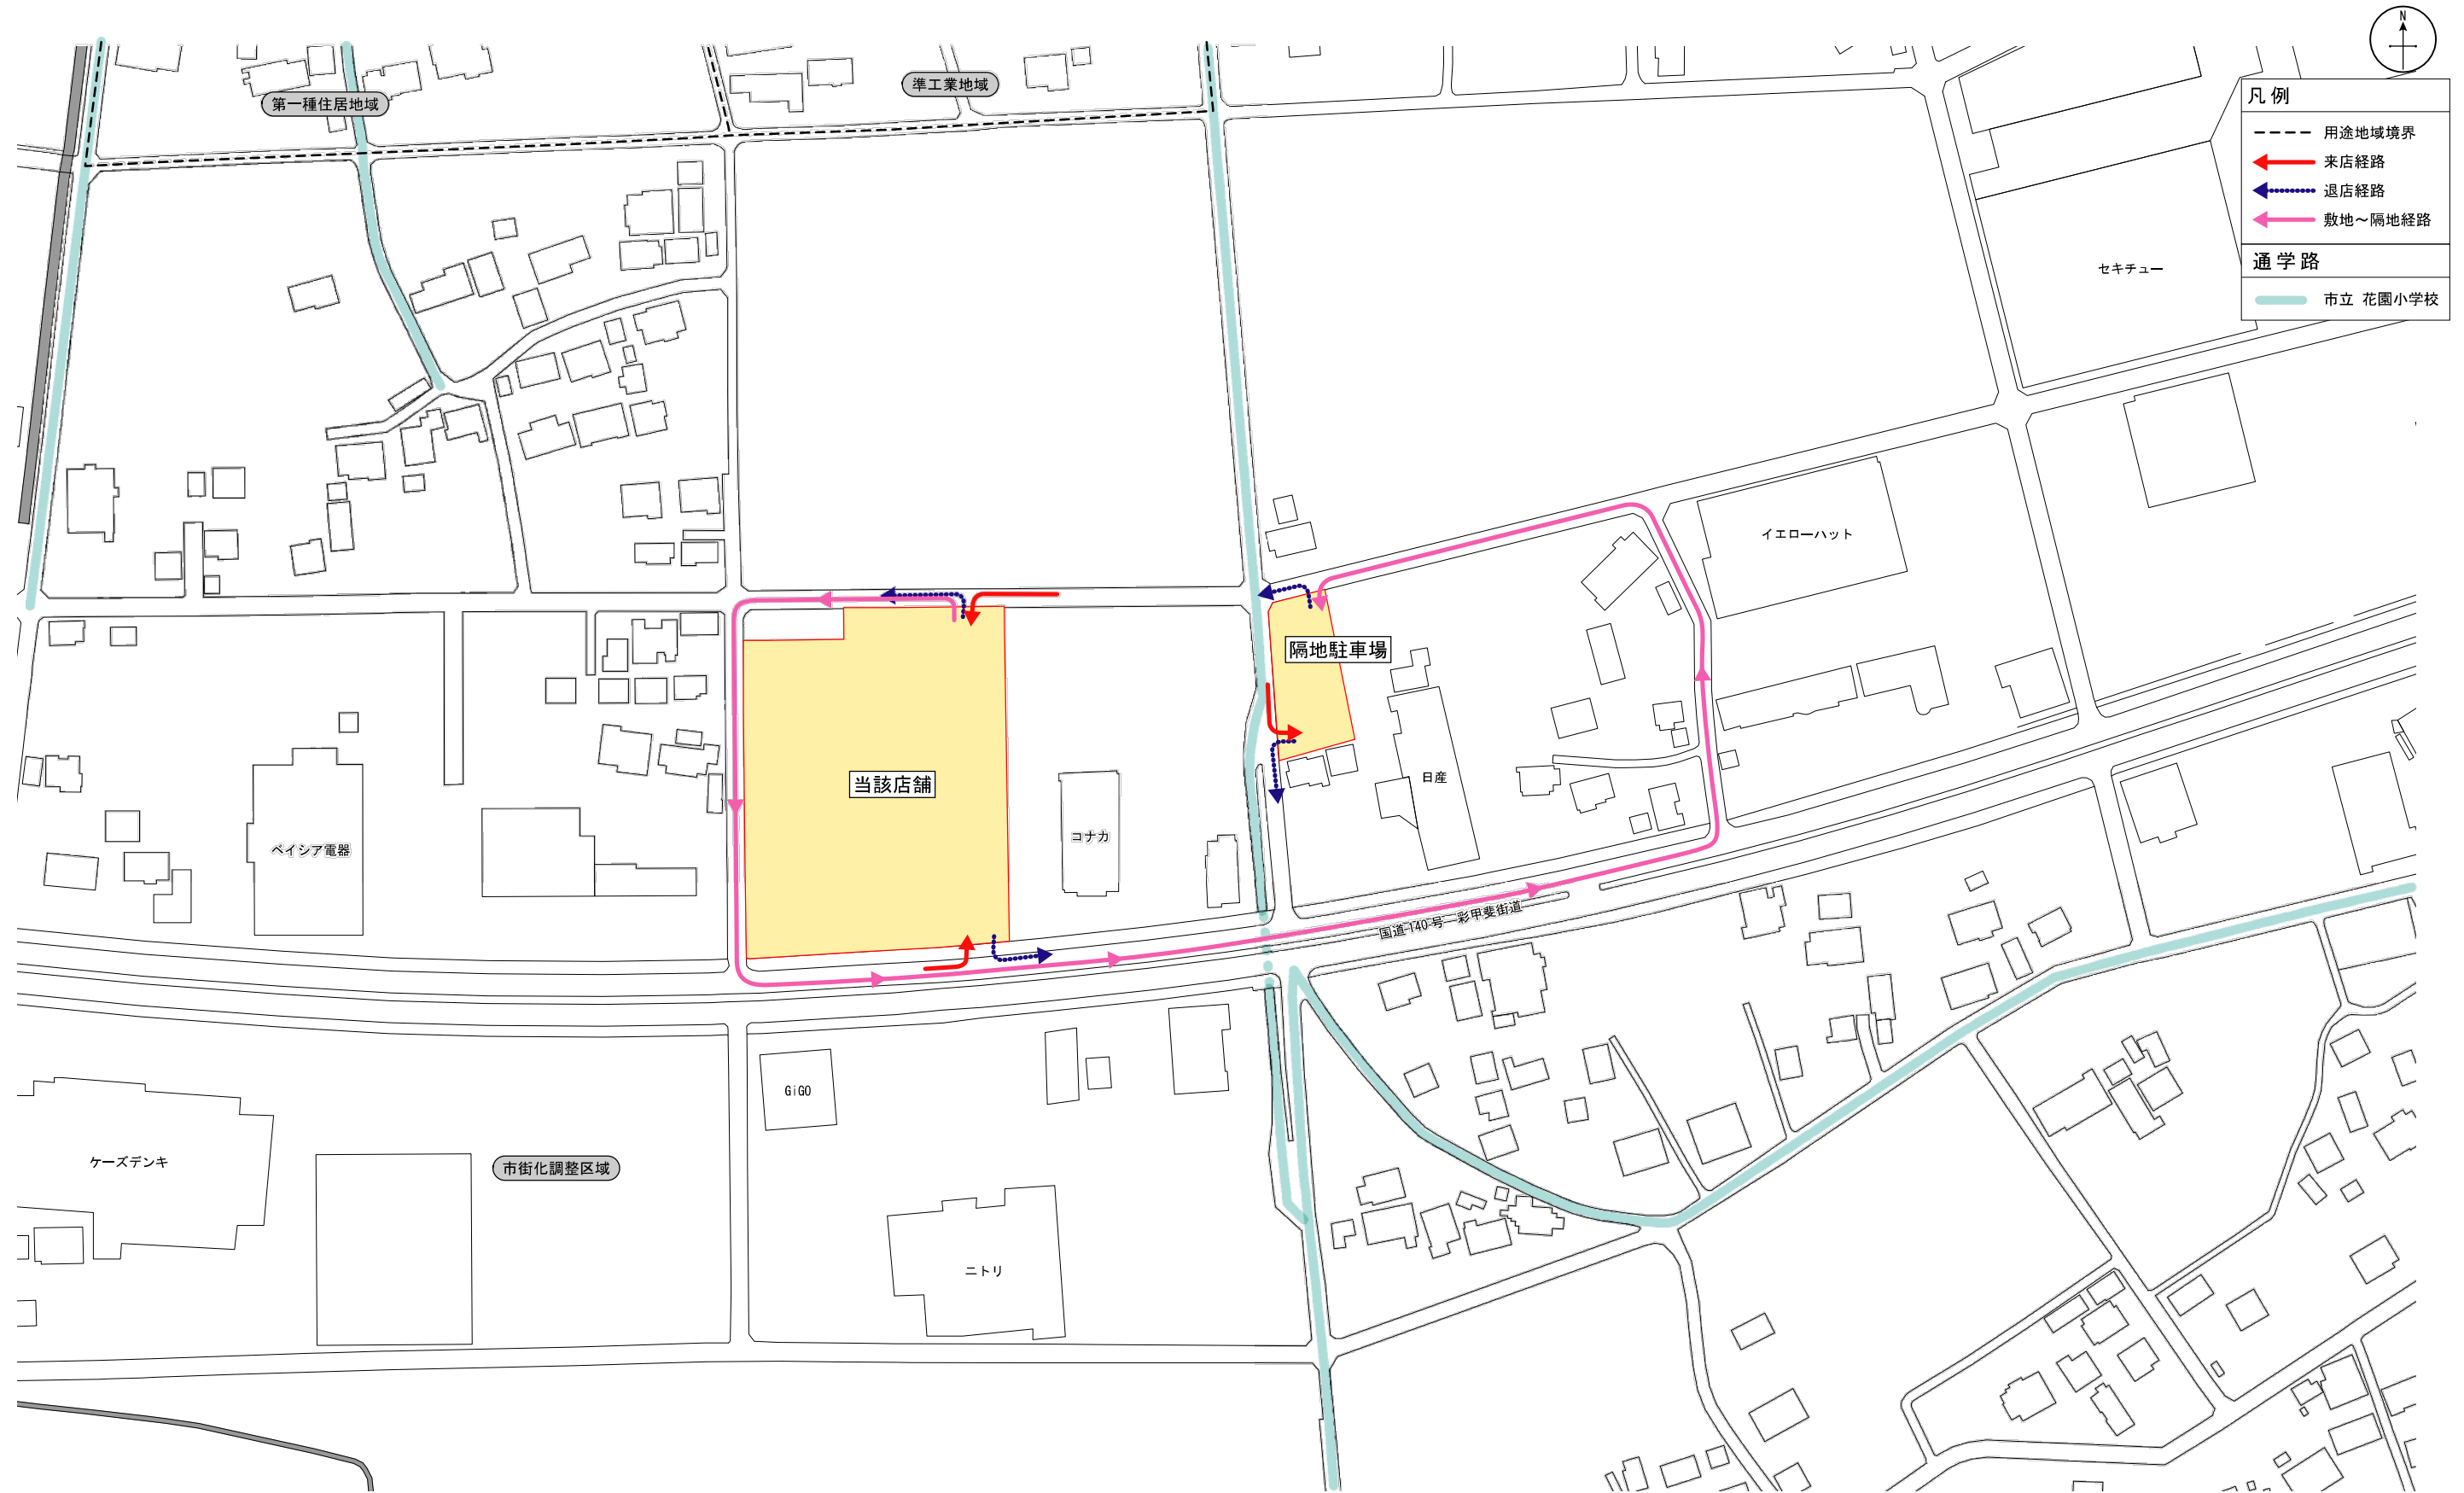 N
凡例
用途地域境界
来店経路
退店経路
敷地～隔地経路
通学路
市立 花園小学校
第一種住居地域
準工業地域
セキチュー
イエローハット
隔地駐車場
当該店舗
日産
コナカ
ベイシア電器
国道140号 彩甲斐街道
GiGO
ケーズデンキ
市街化調整区域
ニトリ